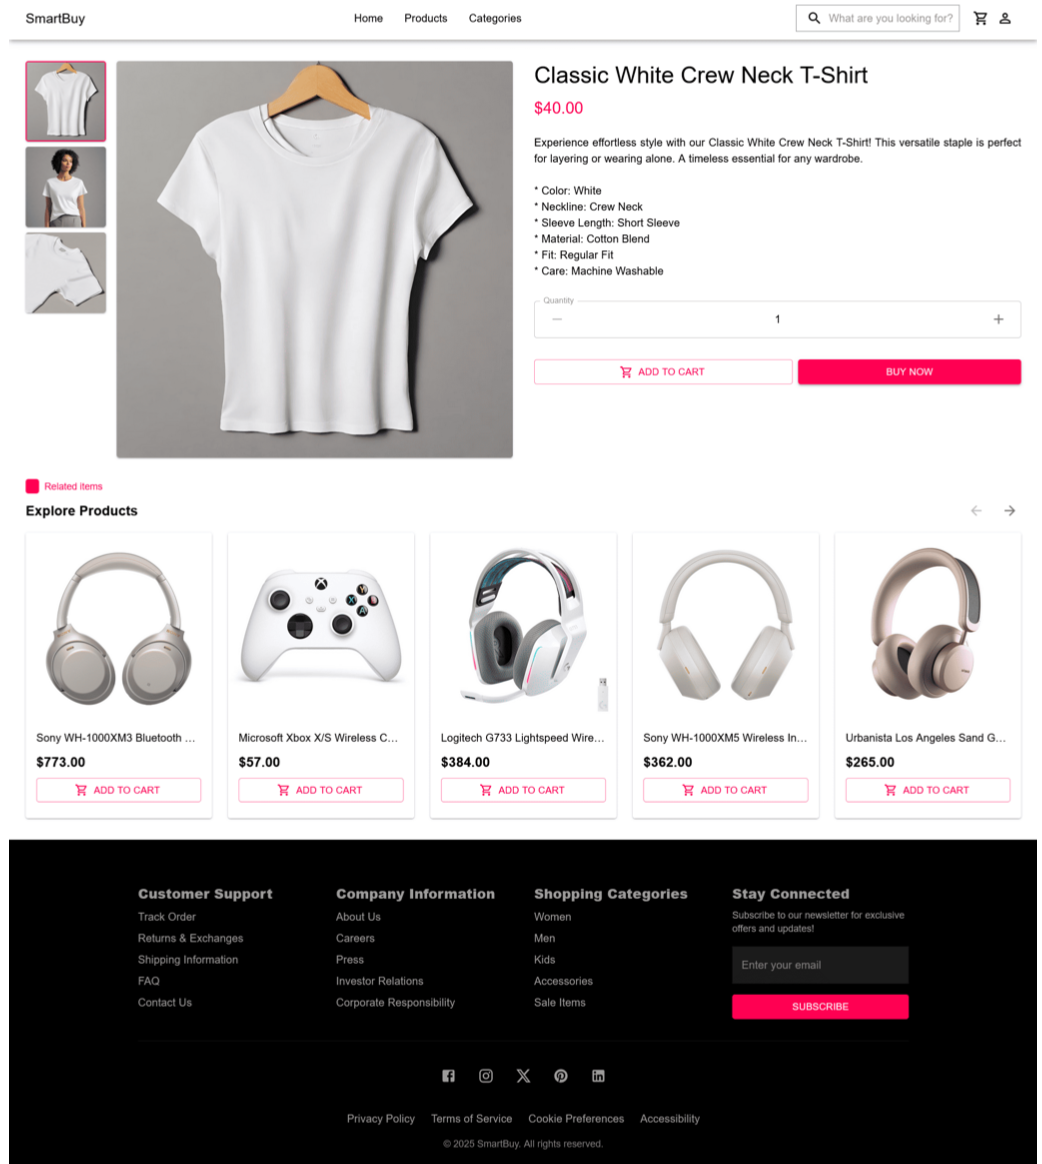 SmartBuy
Home Products Categories
What are you looking for?
Classic White Crew Neck T-Shirt
$40.00
Experience effortless style with our Classic White Crew Neck T-Shirt! This versatile staple is perfect
for layering or wearing alone. A timeless essential for any wardrobe.
* Color: White
* Neckline: Crew Neck
* Sleeve Length: Short Sleeve
* Material: Cotton Blend
* Fit: Regular Fit
* Care: Machine Washable
Quantity
1
ADD TO CART
BUY NOW
Related items
Explore Products
Sony WH-1000XM3 Bluetooth ...
$773.00
ADD TO CART
Microsoft Xbox X/S Wireless C...
$57.00
ADD TO CART
Logitech G733 Lightspeed Wire...
$384.00
ADD TO CART
Sony WH-1000XM5 Wireless In...
$362.00
ADD TO CART
Urbanista Los Angeles Sand G...
$265.00
ADD TO CART
Customer Support
Track Order
Returns & Exchanges
Shipping Information
FAQ
Contact Us
Company Information
About Us
Careers
Press
Investor Relations
Corporate Responsibility
Shopping Categories
Women
Men
Kids
Accessories
Sale Items
Stay Connected
Subscribe to our newsletter for exclusive
offers and updates!
Enter your email
SUBSCRIBE
Privacy Policy Terms of Service Cookie Preferences Accessibility
© 2025 SmartBuy. All rights reserved.